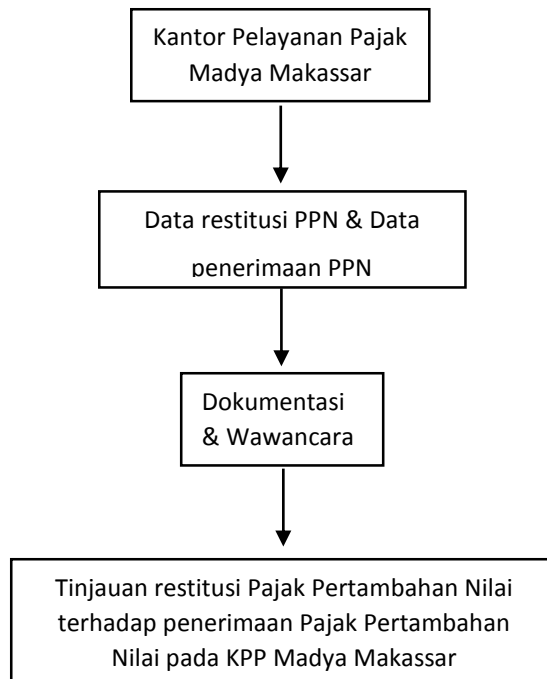 Kantor Pelayanan Pajak
Madya Makassar
Data restitusi PPN & Data
penerimaan PPN
Dokumentasi
& Wawancara
Tinjauan restitusi Pajak Pertambahan Nilai
terhadap penerimaan Pajak Pertambahan
Nilai pada KPP Madya Makassar